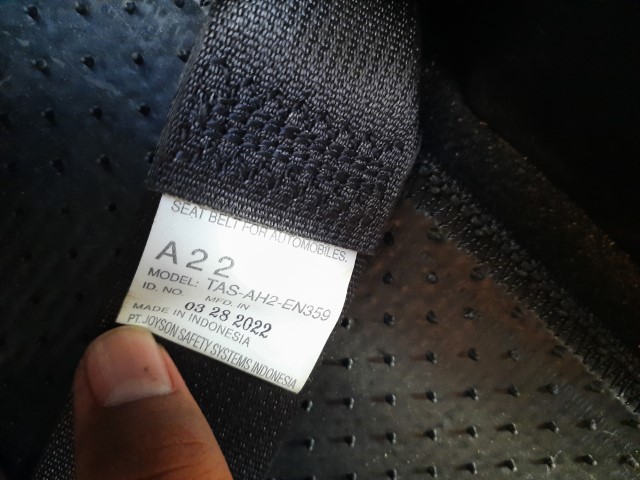 SEAT BELT FOR AUTOMOBILES.
A22
MODEL: TAS-AH2-EN359
ID. NO. MFD. IN
03 28 2022
MADE IN INDONESIA
PT. JOYSON SAFETY SYSTEMS INDONESIA